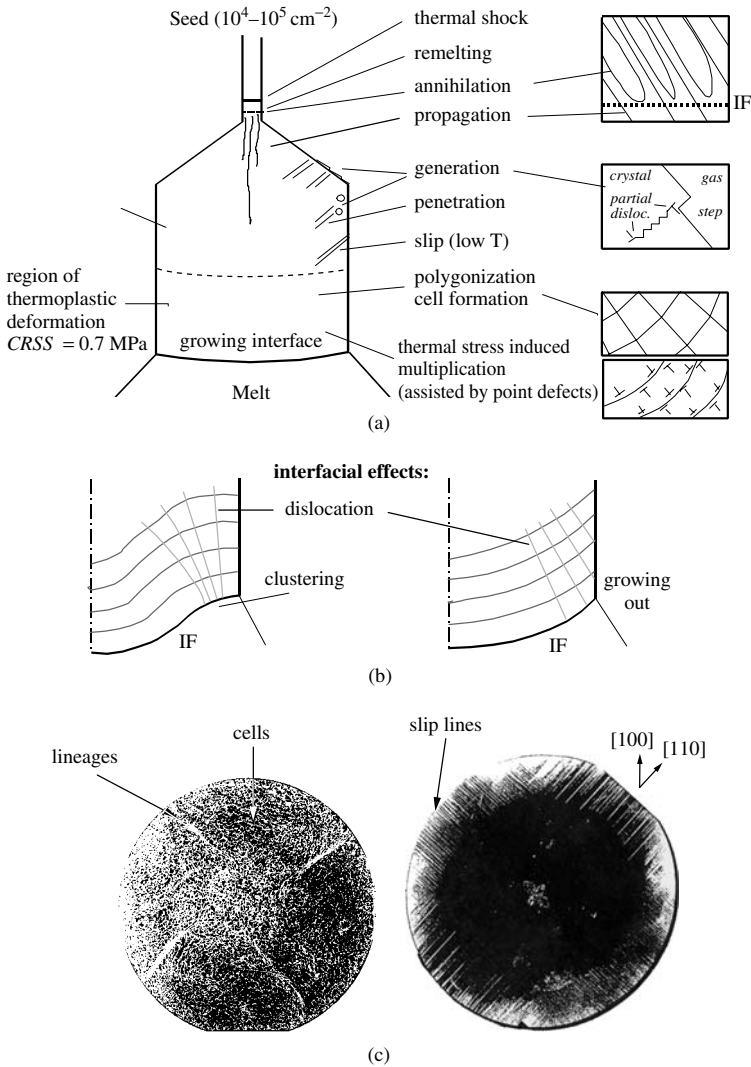 Seed (10⁴–10⁵ cm⁻²)
thermal shock
remelting
annihilation
propagation
IF
generation
penetration
slip (low T)
crystal
gas
partial
disloc.
step
polygonization
cell formation
region of
thermoplastic
deformation
CRSS = 0.7 MPa
growing interface
thermal stress induced
multiplication
(assisted by point defects)
Melt
(a)
interfacial effects:
dislocation
clustering
IF
growing
out
IF
(b)
lineages
cells
slip lines
[100]
[110]
(c)